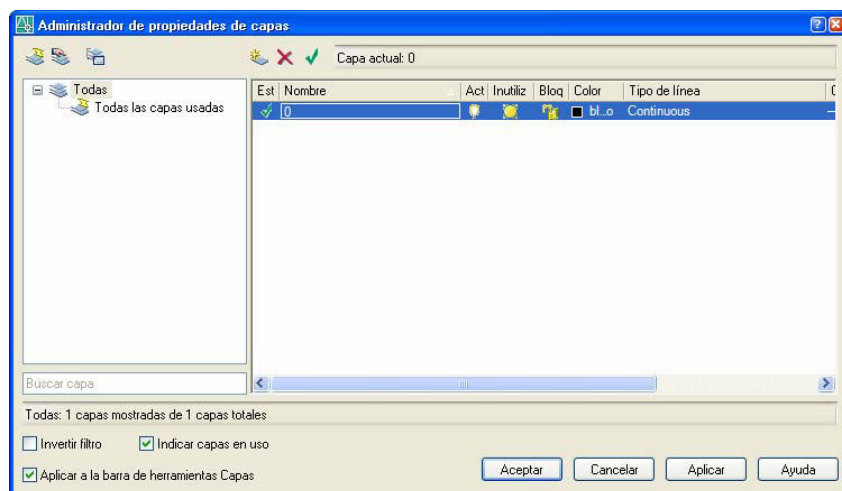 Administrador de propiedades de capas
Capa actual: 0
Todas
Todas las capas usadas
Est Nombre Act Inutiliz Bloq Color Tipo de línea
0 bl...o Continuous
Buscar capa
Todas: 1 capas mostradas de 1 capas totales
Invertir filtro Indicar capas en uso
Aplicar a la barra de herramientas Capas
Aceptar Cancelar Aplicar Ayuda